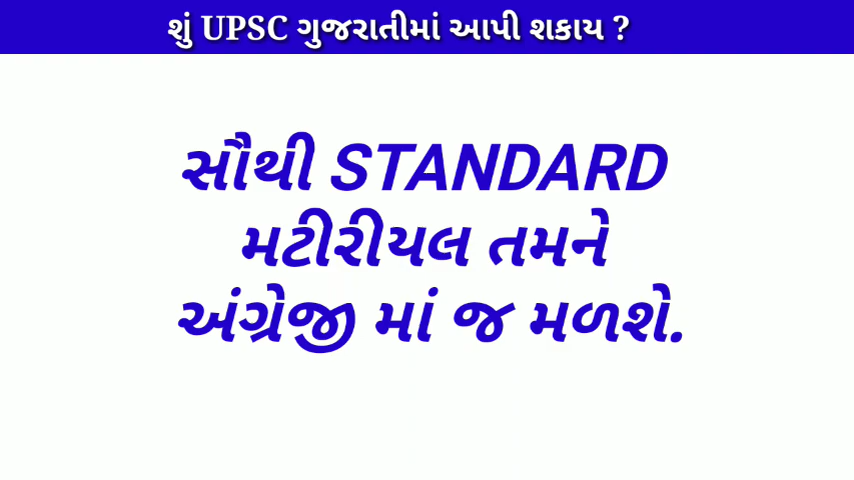 શું UPSC ગુજરાતીમાં આપી શકાય ?
સૌથી STANDARD
મટીરીયલ તમને
અંગ્રેજી માં જ મળશે.